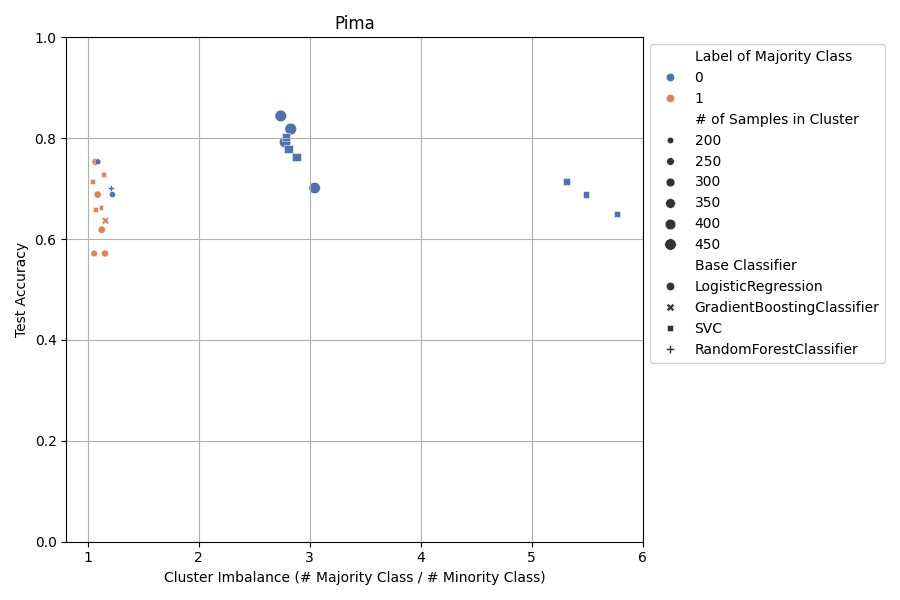 Pima
1.0
0.8
0.6
0.4
0.2
0.0
Test Accuracy
1 2 3 4 5 6
Cluster Imbalance (# Majority Class / # Minority Class)
Label of Majority Class
0
1
# of Samples in Cluster
200
250
300
350
400
450
Base Classifier
LogisticRegression
GradientBoostingClassifier
SVC
RandomForestClassifier